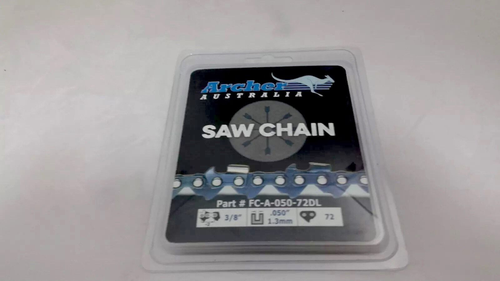 Archer
AUSTRALIA
SAW CHAIN
Part # FC-A-050-72DL
3/8"
.050"
1.3mm
72